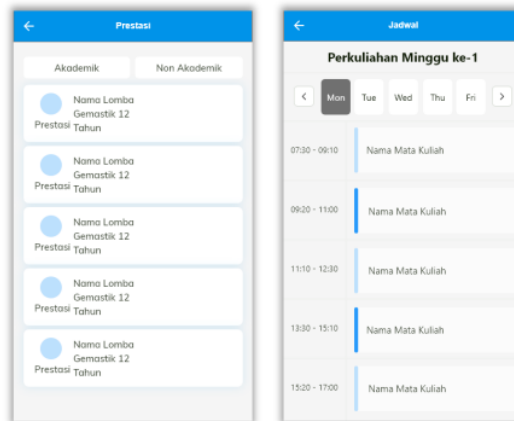 Prestasi
Akademik Non Akademik
Nama Lomba
Gemastik 12
Prestasi Tahun
Nama Lomba
Gemastik 12
Prestasi Tahun
Nama Lomba
Gemastik 12
Prestasi Tahun
Nama Lomba
Gemastik 12
Prestasi Tahun
Nama Lomba
Gemastik 12
Prestasi Tahun
Jadwal
Perkuliahan Minggu ke-1
< Mon Tue Wed Thu Fri >
07:30 - 09:10 Nama Mata Kuliah
09:20 - 11:00 Nama Mata Kuliah
11:10 - 12:30 Nama Mata Kuliah
13:30 - 15:10 Nama Mata Kuliah
15:20 - 17:00 Nama Mata Kuliah